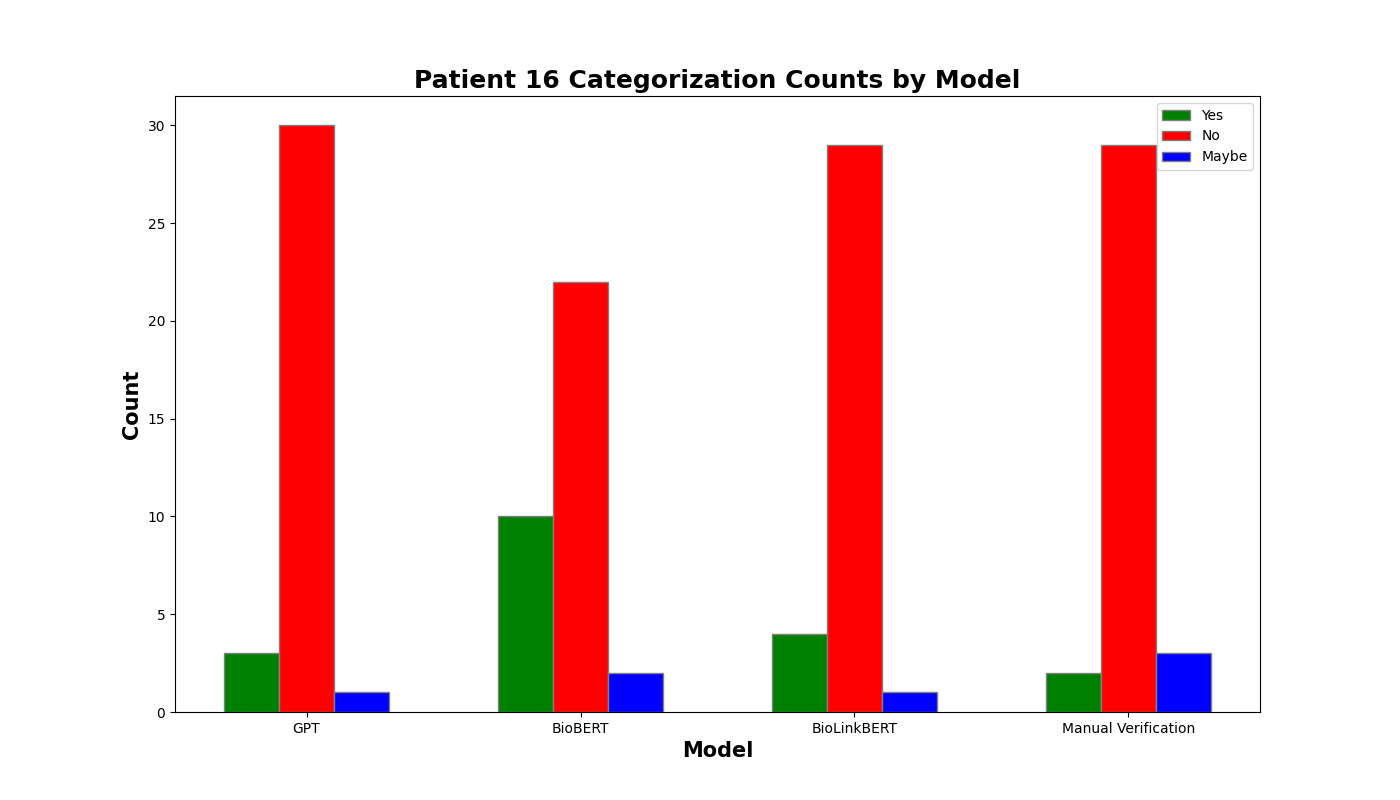 Patient 16 Categorization Counts by Model
Yes
No
Maybe
30
25
20
15
10
5
0
Count
GPT
BioBERT
BioLinkBERT
Manual Verification
Model